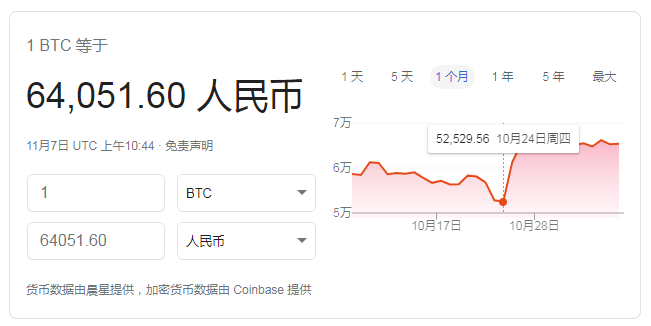 1 BTC 等于
64,051.60 人民币
11月7日 UTC 上午10:44 · 免责声明
1
BTC
64051.60
人民币
货币数据由晨星提供，加密货币数据由 Coinbase 提供
1 天 5 天 1 个月 1 年 5 年 最大
7万
52,529.56 10月24日周四
6万
5万
10月17日 10月28日